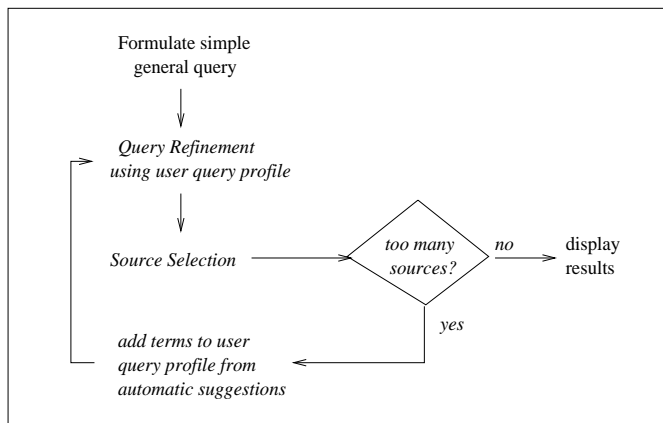 Formulate simple
general query
Query Refinement
using user query profile
Source Selection
too many
sources?
no
display
results
yes
add terms to user
query profile from
automatic suggestions